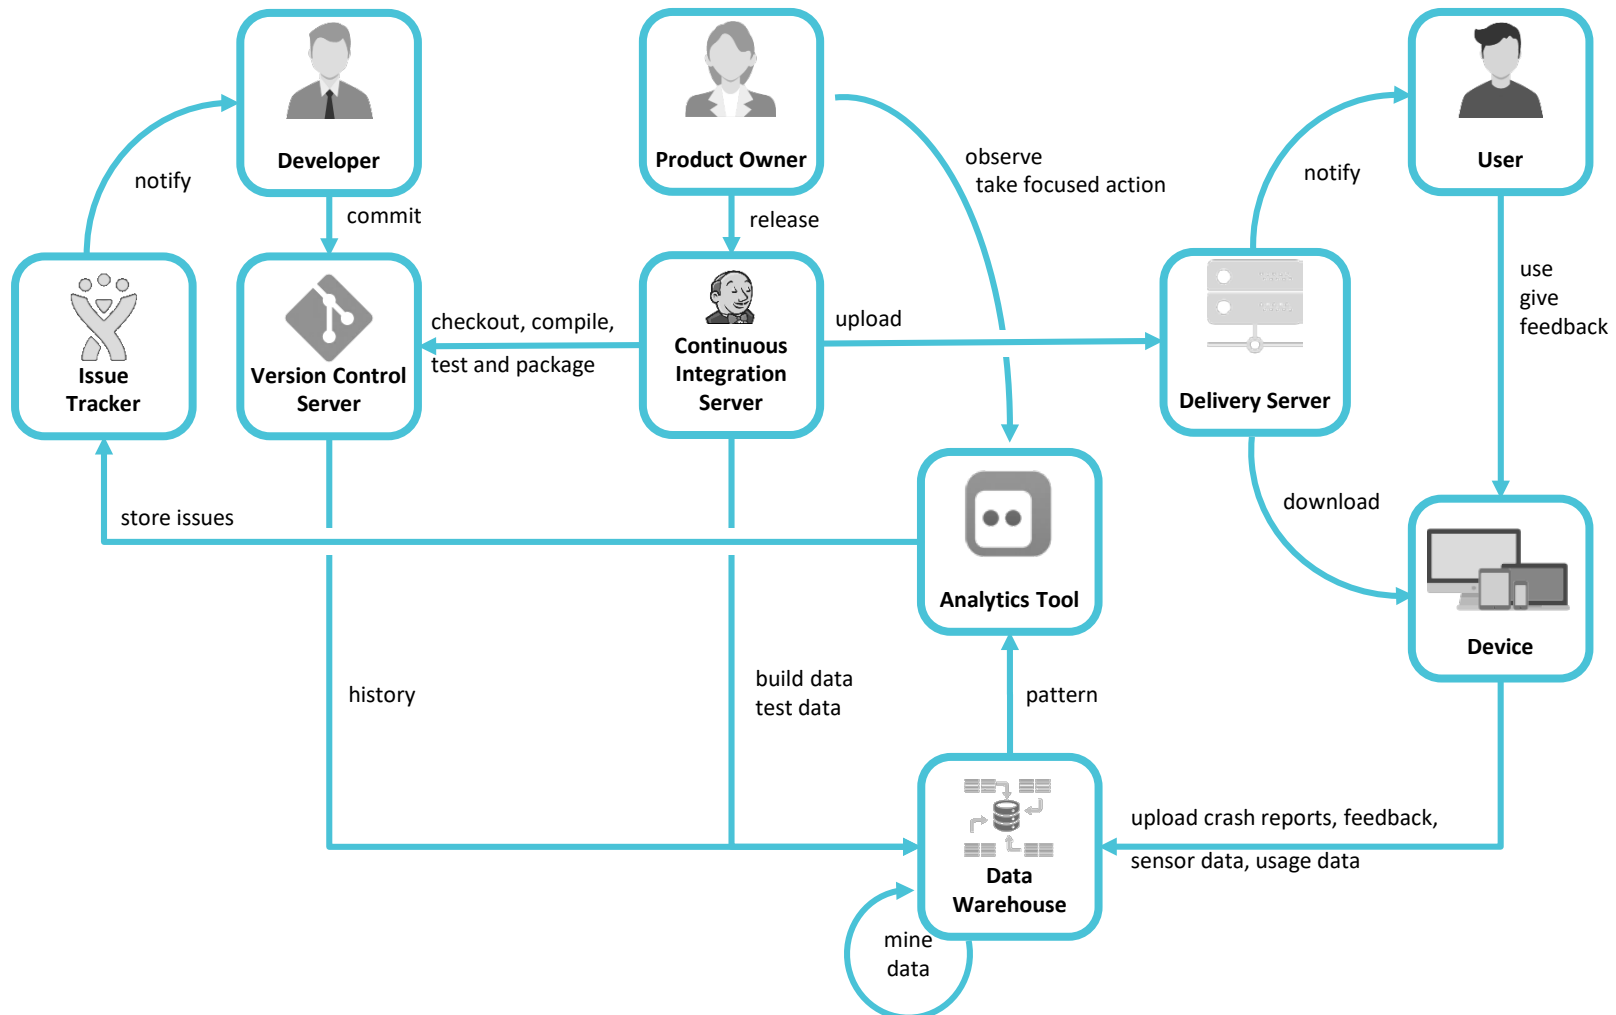 Developer
Product Owner
User
notify
observe
take focused action
notify
commit
release
use
give
feedback
checkout, compile,
test and package
upload
Issue
Tracker
Version Control
Server
Continuous
Integration
Server
Delivery Server
store issues
download
Analytics Tool
Device
history
build data
test data
pattern
upload crash reports, feedback,
sensor data, usage data
Data
Warehouse
mine
data